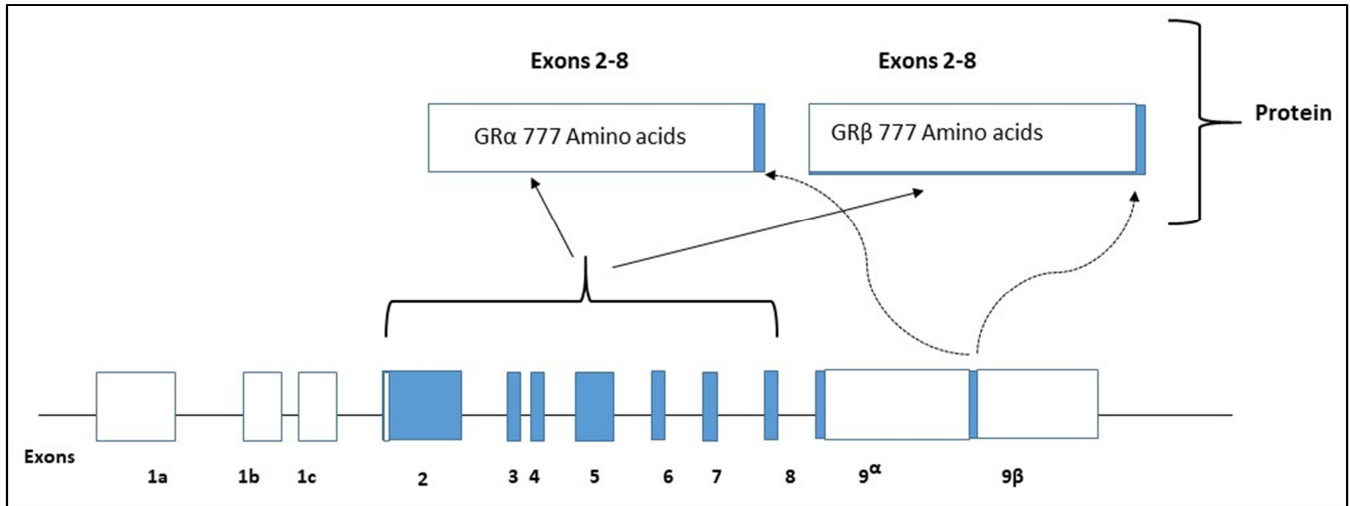 Exons 2-8
Exons 2-8
GRα 777 Amino acids
GRβ 777 Amino acids
Protein
Exons
1a
1b
1c
2
3
4
5
6
7
8
9α
9β